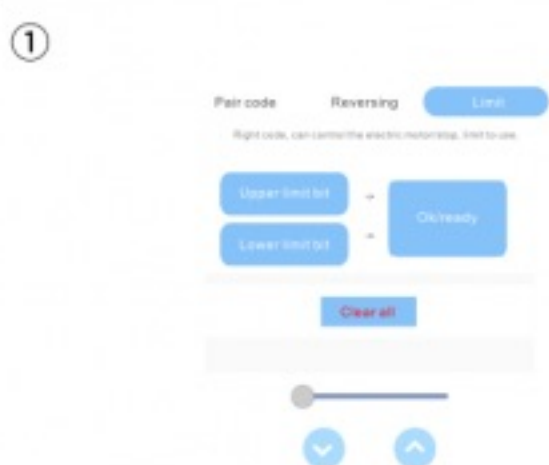 ①
Pair code Reversing Limit
Right code, can control the electric motor stop, limit to use
Upper limit bit
Ok/ready
Lower limit bit
Clear all